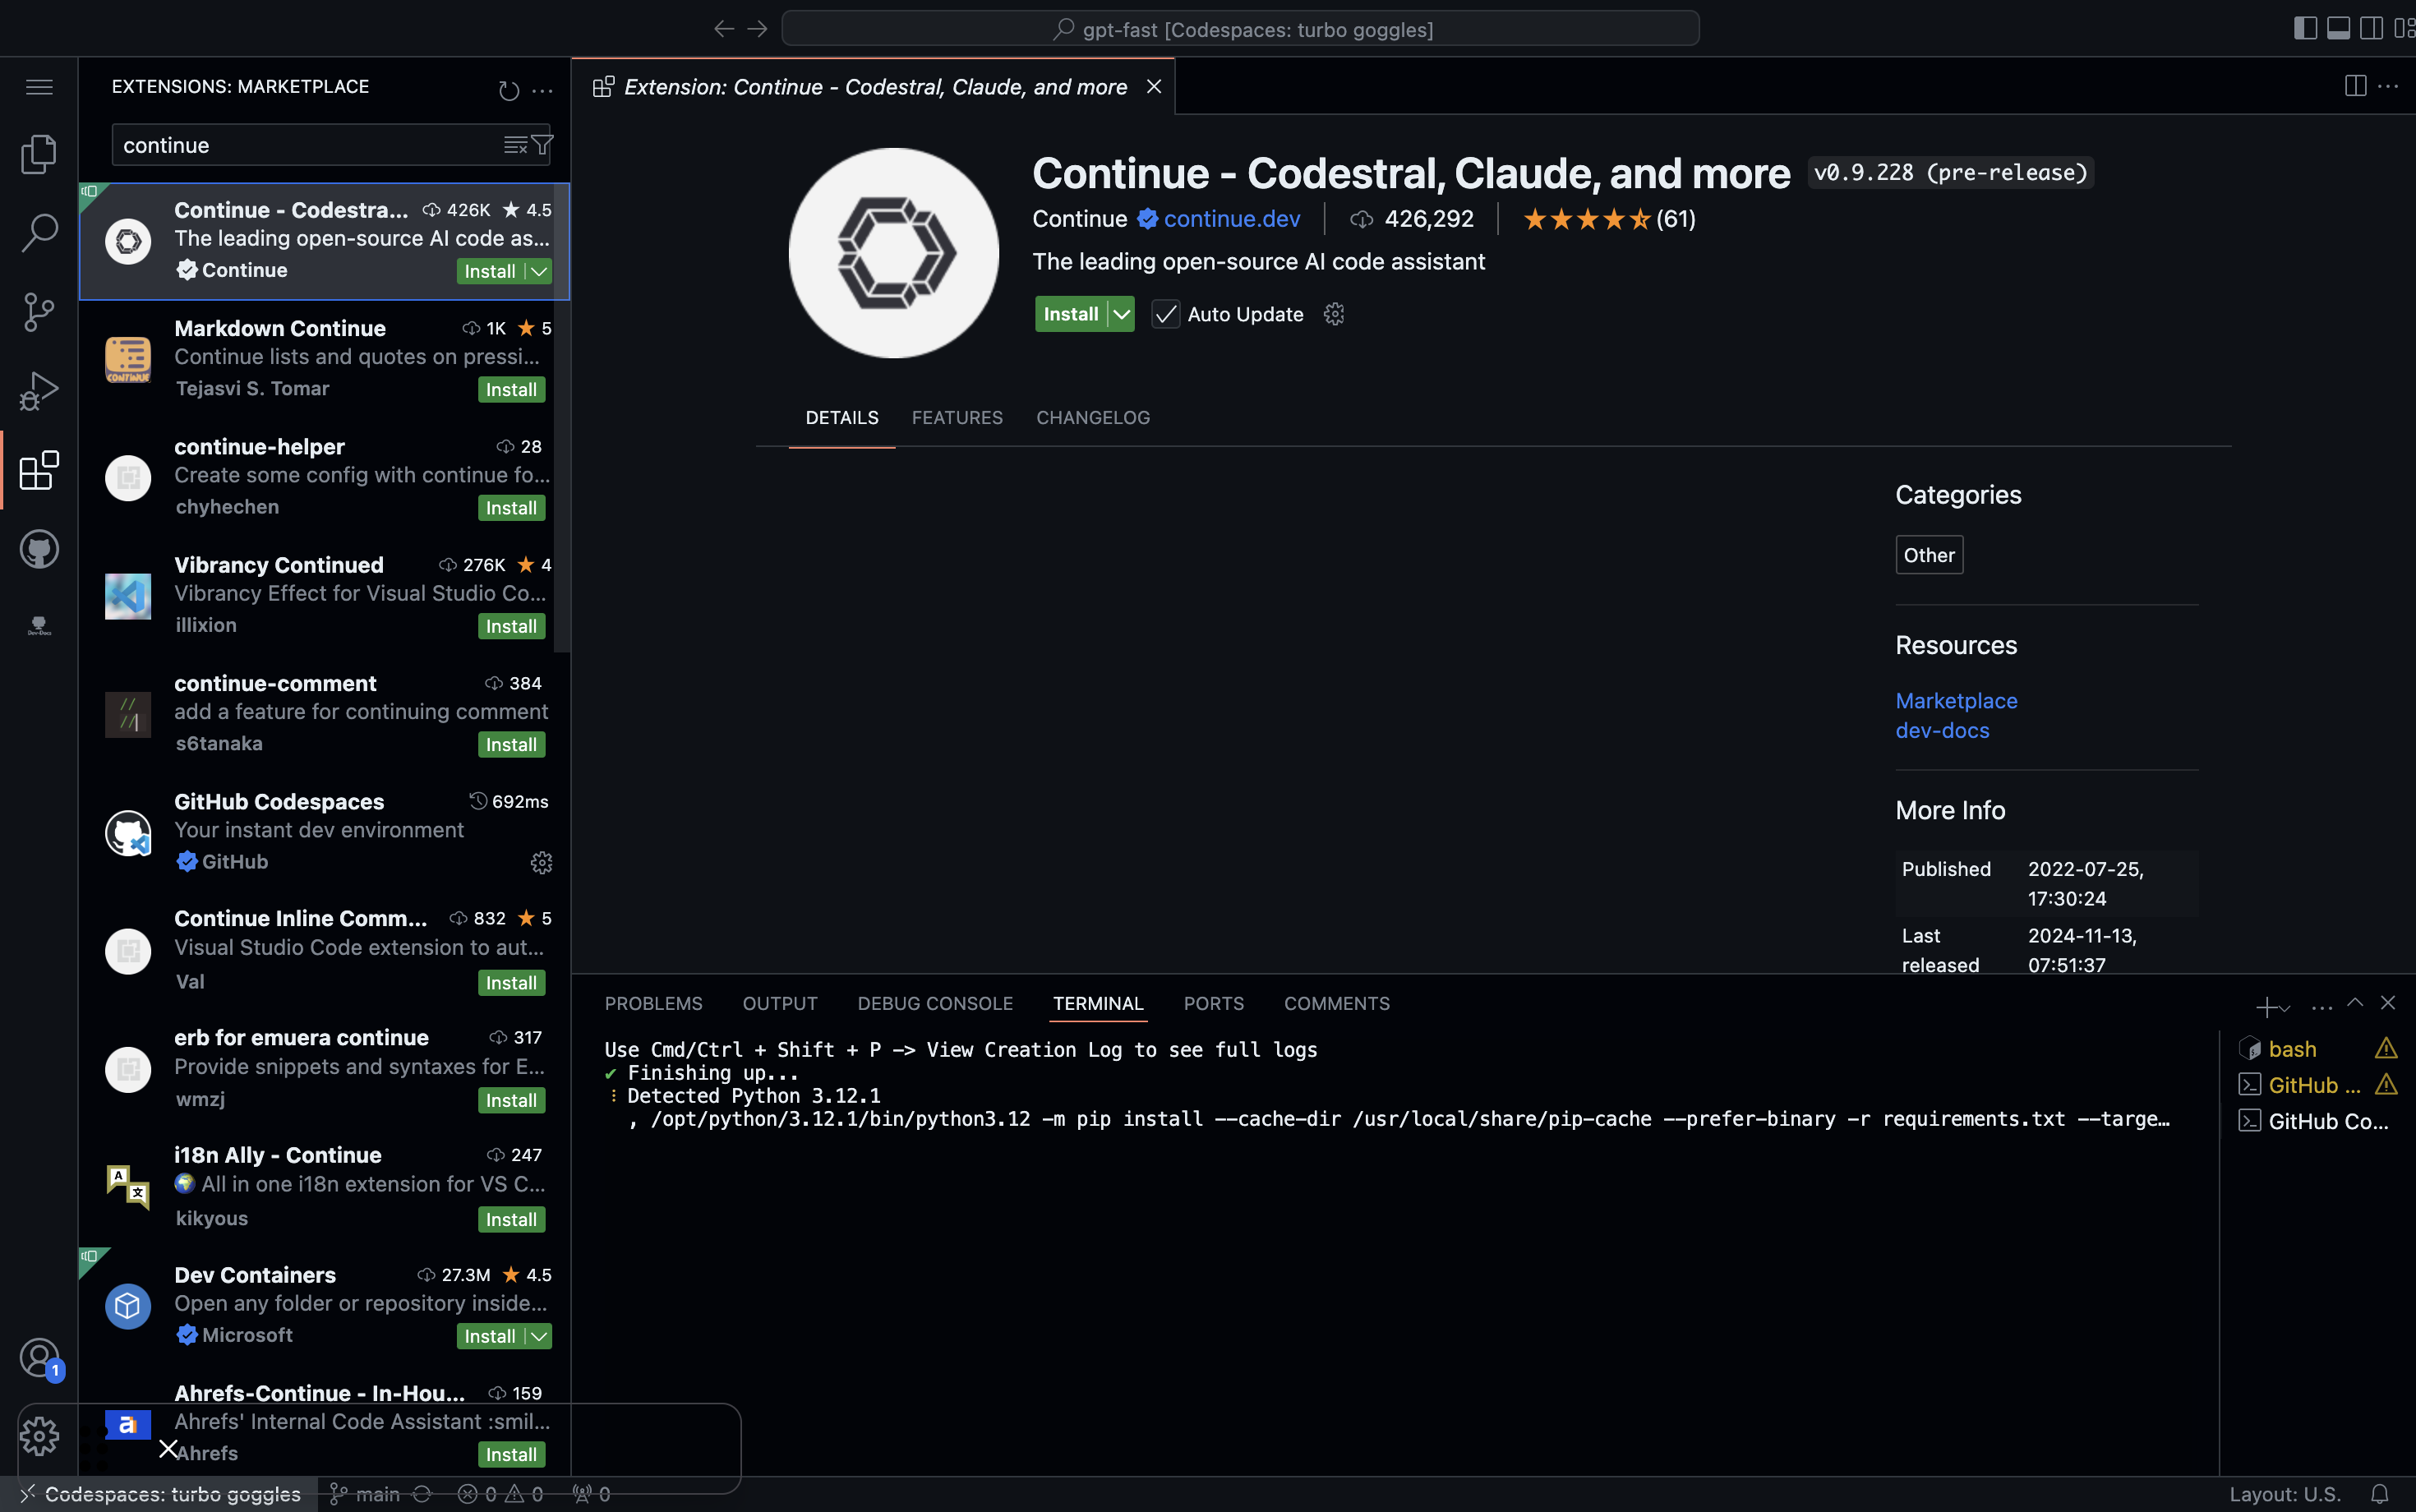 gpt-fast [Codespaces: turbo goggles]
EXTENSIONS: MARKETPLACE
continue
Continue - Codestra... 426K ★ 4.5
The leading open-source AI code as...
Continue
Install
Markdown Continue 1K ★ 5
Continue lists and quotes on pressi...
CONTINUE
Tejasvi S. Tomar
Install
continue-helper 28
Create some config with continue fo...
chyhechen
Install
Vibrancy Continued 276K ★ 4
Vibrancy Effect for Visual Studio Co...
illixion
Install
continue-comment 384
add a feature for continuing comment
s6tanaka
Install
GitHub Codespaces 692ms
Your instant dev environment
GitHub
Continue Inline Comm... 832 ★ 5
Visual Studio Code extension to aut...
Val
Install
erb for emuera continue 317
Provide snippets and syntaxes for E...
wmzj
Install
i18n Ally - Continue 247
A 文
All in one i18n extension for VS C...
kikyous
Install
Dev Containers 27.3M ★ 4.5
Open any folder or repository inside...
Microsoft
Install
Ahrefs-Continue - In-Hou... 159
a Ahrefs' Internal Code Assistant :smil...
Ahrefs
Install
Dev-Docs
1
Extension: Continue - Codestral, Claude, and more
Continue - Codestral, Claude, and more v0.9.228 (pre-release)
Continue continue.dev 426,292 (61)
The leading open-source AI code assistant
Install Auto Update
DETAILS FEATURES CHANGELOG
Categories
Other
Resources
Marketplace
dev-docs
More Info
Published 2022-07-25,
17:30:24
Last 2024-11-13,
released 07:51:37
PROBLEMS OUTPUT DEBUG CONSOLE TERMINAL PORTS COMMENTS
Use Cmd/Ctrl + Shift + P -> View Creation Log to see full logs
✔ Finishing up...
⋮ Detected Python 3.12.1
, /opt/python/3.12.1/bin/python3.12 -m pip install --cache-dir /usr/local/share/pip-cache --prefer-binary -r requirements.txt --targe…
bash
GitHub ...
GitHub Co...
Codespaces: turbo goggles main 0 0 0
Layout: U.S.